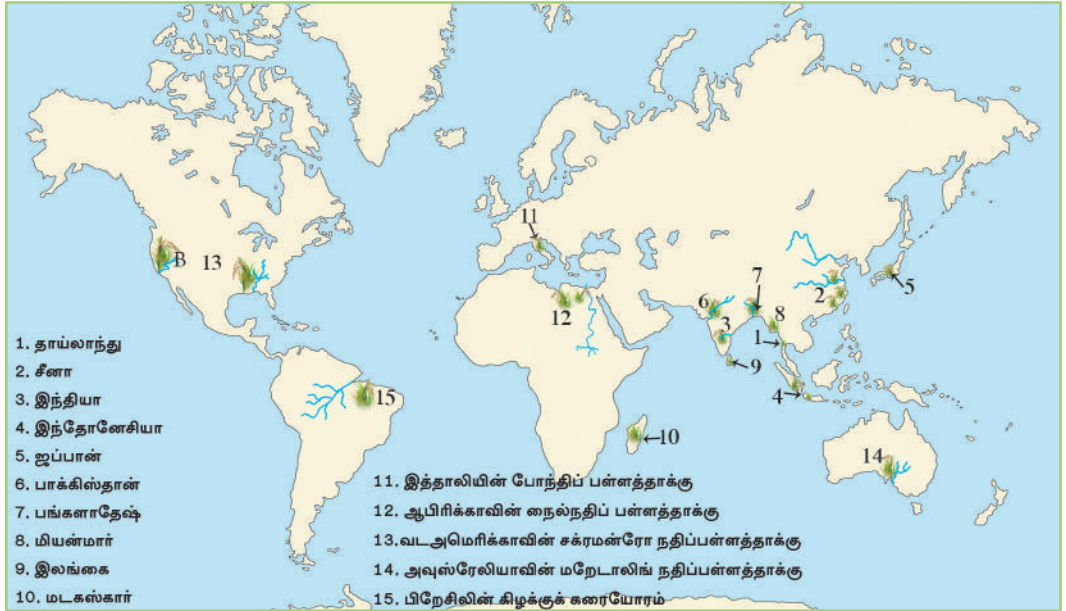 11
B
13
7
6
2
5
12
3
8
1
9
4
15
10
14
1. தாய்லாந்து
2. சீனா
3. இந்தியா
4. இந்தோனேசியா
5. ஜப்பான்
6. பாக்கிஸ்தான்
7. பங்களாதேஷ்
8. மியன்மார்
9. இலங்கை
10. மடகஸ்கார்
11. இத்தாலியின் போந்திப் பள்ளத்தாக்கு
12. ஆபிரிக்காவின் நைல்நதிப் பள்ளத்தாக்கு
13.வடஅமெரிக்காவின் சக்ரமன்ரோ நதிப்பள்ளத்தாக்கு
14. அவுஸ்ரேலியாவின் மறேடாலிங் நதிப்பள்ளத்தாக்கு
15. பிறேசிலின் கிழக்குக் கரையோரம்